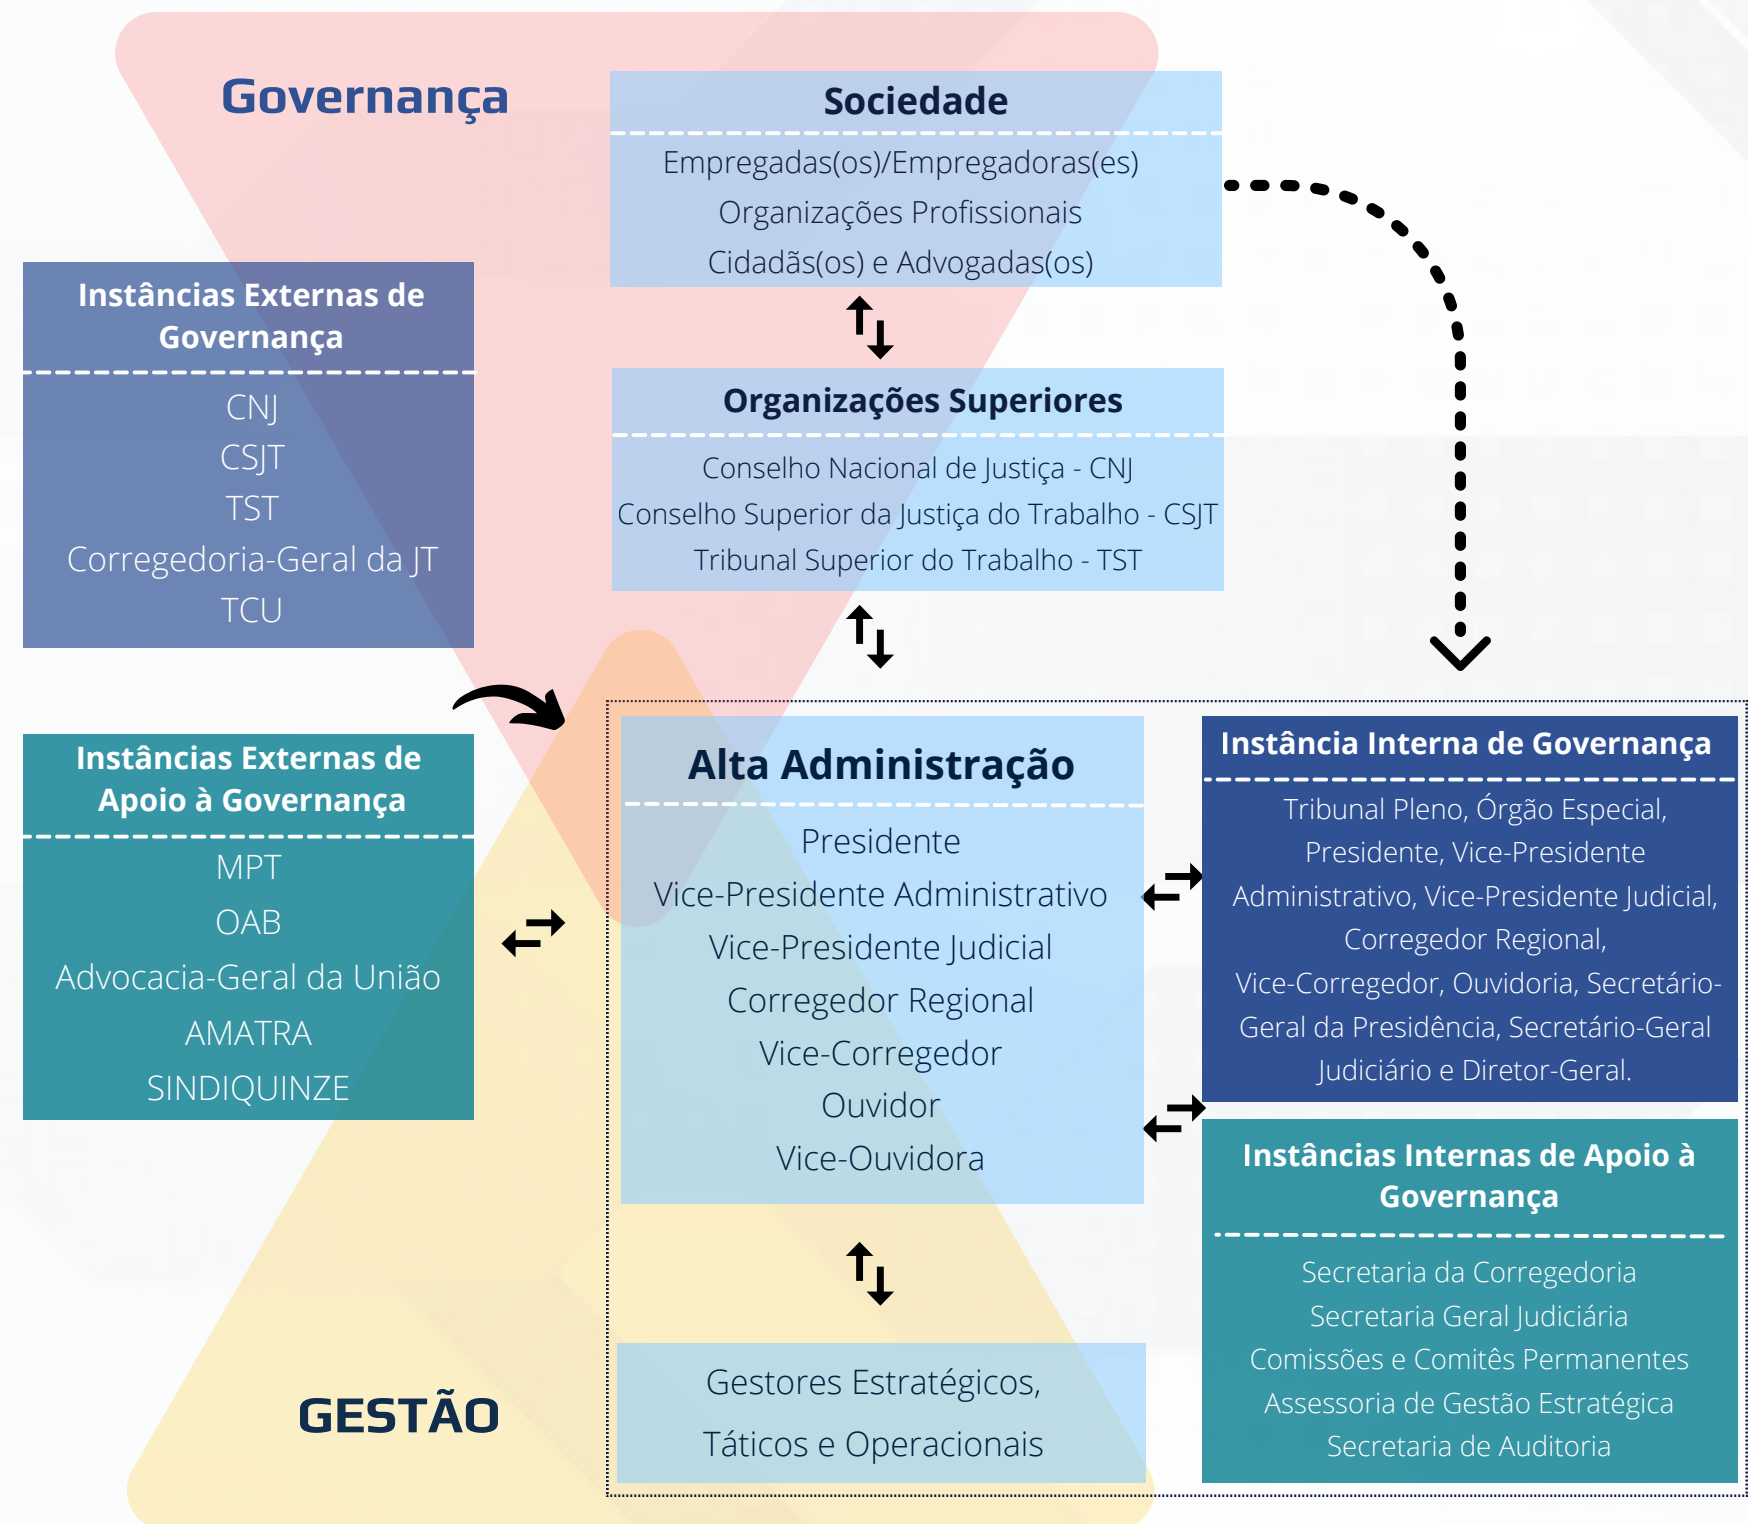 Governança
Sociedade
Empregadas(os)/Empregadoras(es)
Organizações Profissionais
Cidadãs(os) e Advogadas(os)
Instâncias Externas de
Governança
CNJ
CSJT
TST
Corregedoria-Geral da JT
TCU
Organizações Superiores
Conselho Nacional de Justiça - CNJ
Conselho Superior da Justiça do Trabalho - CSJT
Tribunal Superior do Trabalho - TST
Instâncias Externas de
Apoio à Governança
MPT
OAB
Advocacia-Geral da União
AMATRA
SINDIQUINZE
Alta Administração
Presidente
Vice-Presidente Administrativo
Vice-Presidente Judicial
Corregedor Regional
Vice-Corregedor
Ouvidor
Vice-Ouvidora
Instância Interna de Governança
Tribunal Pleno, Órgão Especial,
Presidente, Vice-Presidente
Administrativo, Vice-Presidente Judicial,
Corregedor Regional,
Vice-Corregedor, Ouvidoria, Secretário-
Geral da Presidência, Secretário-Geral
Judiciário e Diretor-Geral.
Instâncias Internas de Apoio à
Governança
Secretaria da Corregedoria
Secretaria Geral Judiciária
Comissões e Comitês Permanentes
Assessoria de Gestão Estratégica
Secretaria de Auditoria
GESTÃO
Gestores Estratégicos,
Táticos e Operacionais